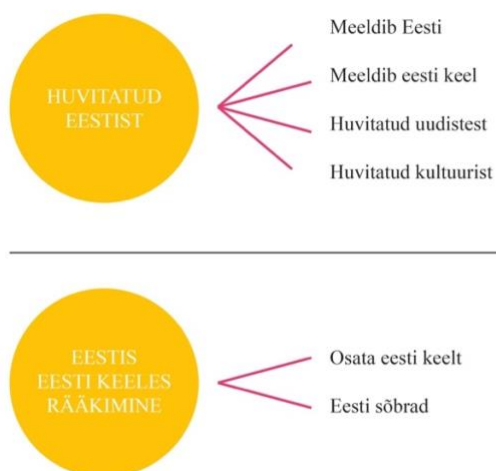 HUVITATUD
EESTIST
Meeldib Eesti
Meeldib eesti keel
Huvitatud uudistest
Huvitatud kultuurist
EESTIS
EESTI KEELES
RÄÄKIMINE
Osata eesti keelt
Eesti sõbrad